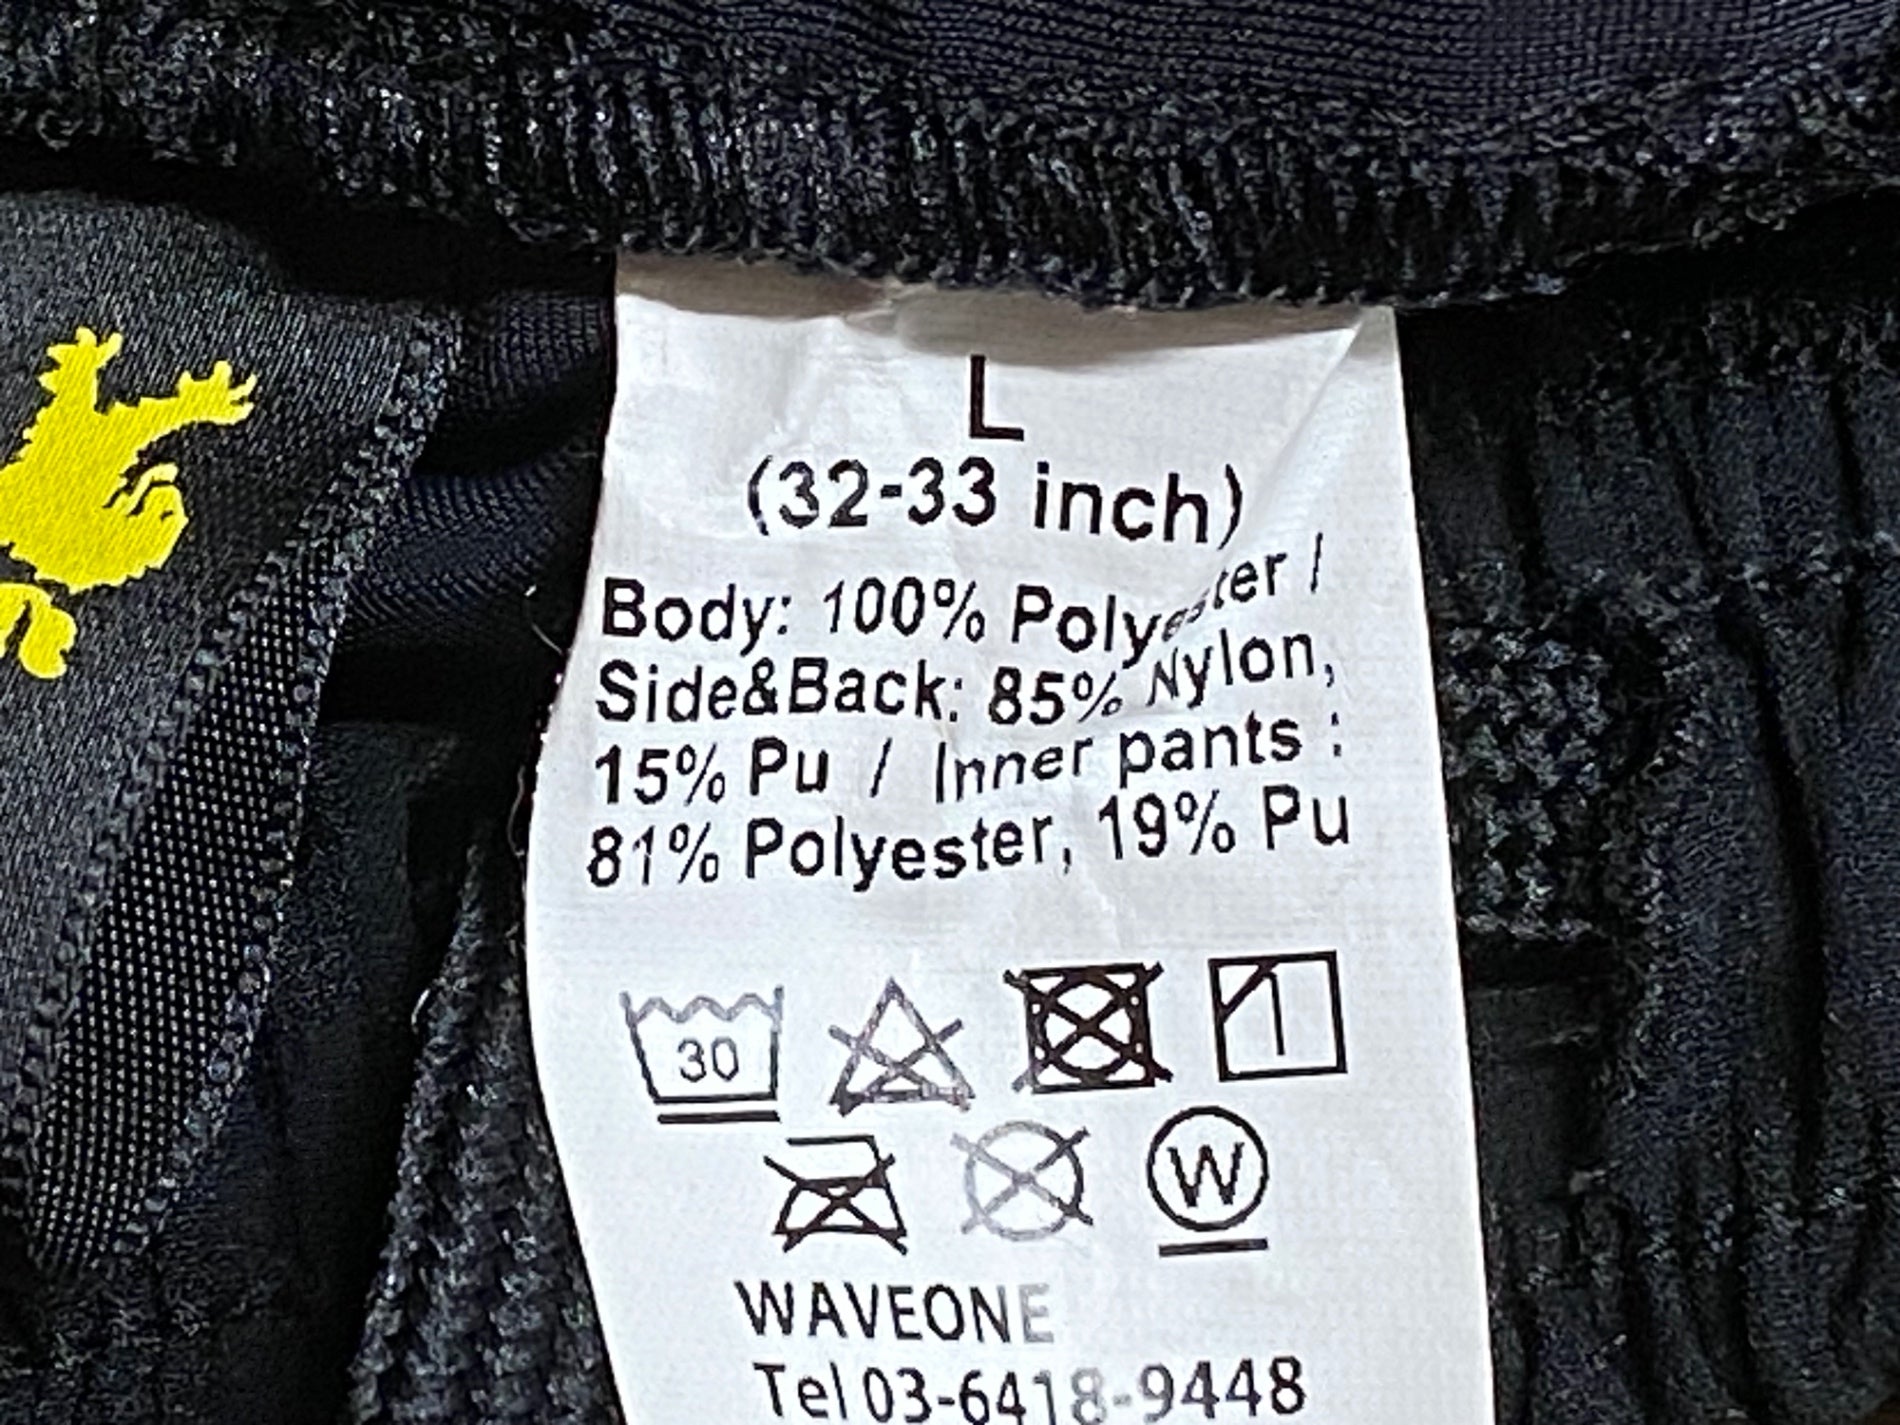 L
(32-33 inch)
Body: 100% Polyester /
Side&Back: 85% Nylon,
15% Pu / Inner pants :
81% Polyester, 19% Pu
30
W
WAVEONE
Tel 03-6418-9448